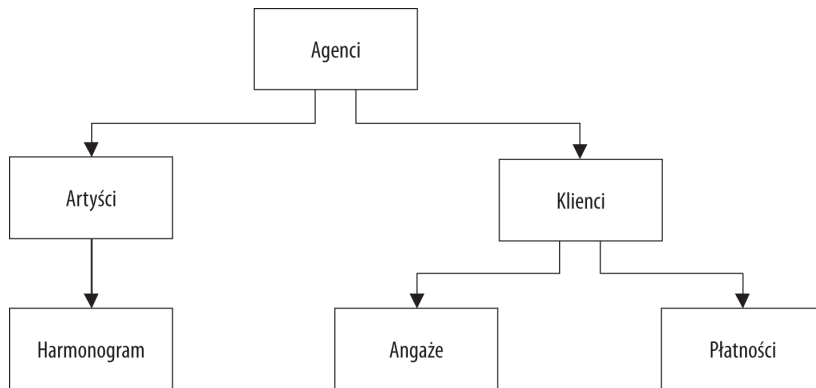 Agenci
Artyści
Klienci
Harmonogram
Angaże
Płatności